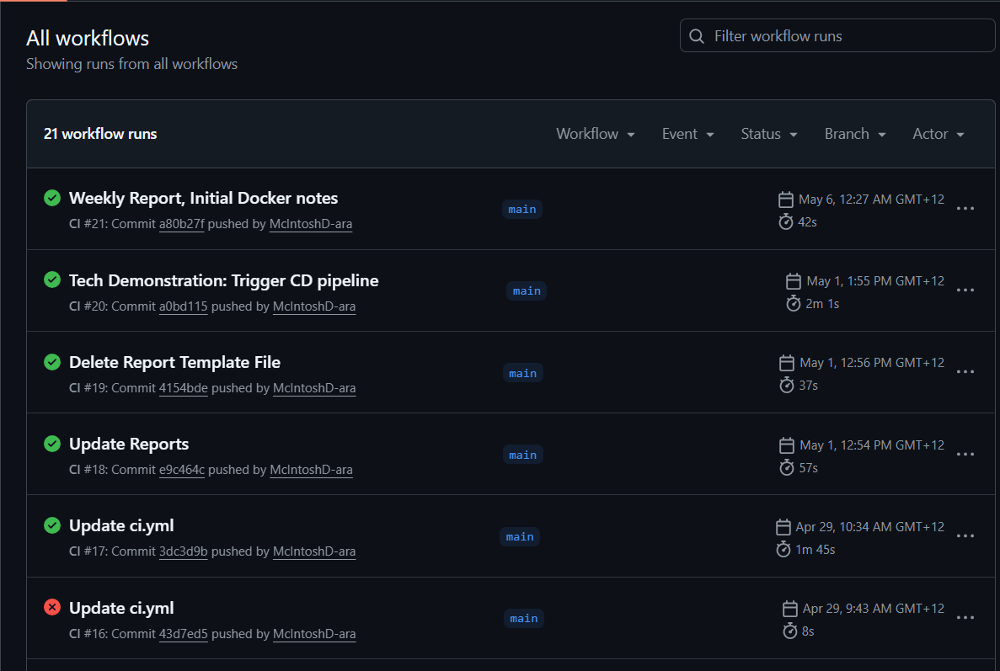 All workflows
Showing runs from all workflows
Filter workflow runs
21 workflow runs
Workflow
Event
Status
Branch
Actor
Weekly Report, Initial Docker notes
CI #21: Commit a80b27f pushed by McIntoshD-ara
main
May 6, 12:27 AM GMT+12
42s
Tech Demonstration: Trigger CD pipeline
CI #20: Commit a0bd115 pushed by McIntoshD-ara
main
May 1, 1:55 PM GMT+12
2m 1s
Delete Report Template File
CI #19: Commit 4154bde pushed by McIntoshD-ara
main
May 1, 12:56 PM GMT+12
37s
Update Reports
CI #18: Commit e9c464c pushed by McIntoshD-ara
main
May 1, 12:54 PM GMT+12
57s
Update ci.yml
CI #17: Commit 3dc3d9b pushed by McIntoshD-ara
main
Apr 29, 10:34 AM GMT+12
1m 45s
Update ci.yml
CI #16: Commit 43d7ed5 pushed by McIntoshD-ara
main
Apr 29, 9:43 AM GMT+12
8s